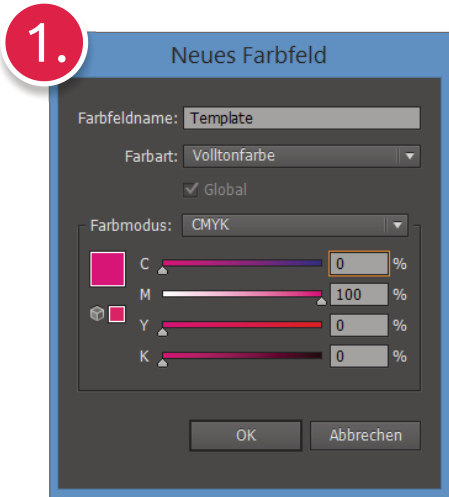 1.
Neues Farbfeld
Farbfeldname: Template
Farbart: Volltonfarbe
Global
Farbmodus: CMYK
C 0 %
M 100 %
Y 0 %
K 0 %
OK Abbrechen